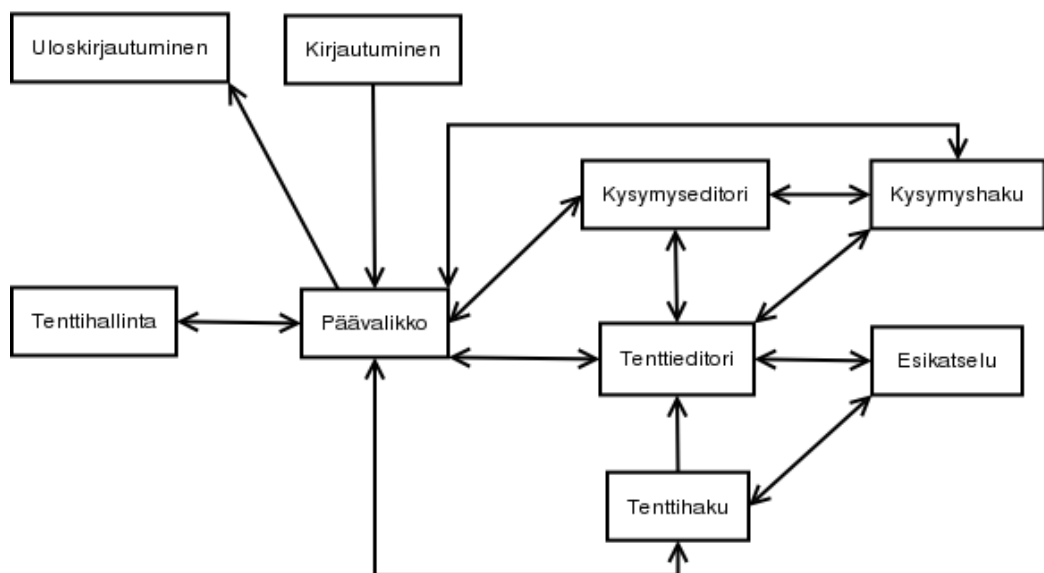 Uloskirjautuminen
Kirjautuminen
Kysymyseditori
Kysymyshaku
Tenttihallinta
Päävalikko
Tenttieditori
Esikatselu
Tenttihaku